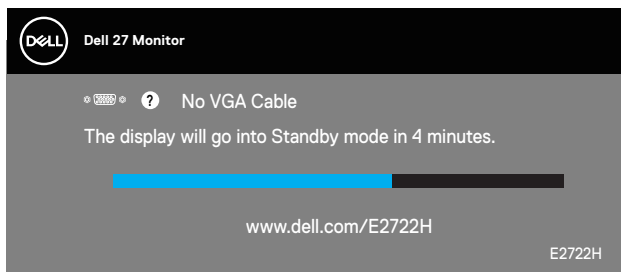 DELL
Dell 27 Monitor
? No VGA Cable
The display will go into Standby mode in 4 minutes.
www.dell.com/E2722H
E2722H